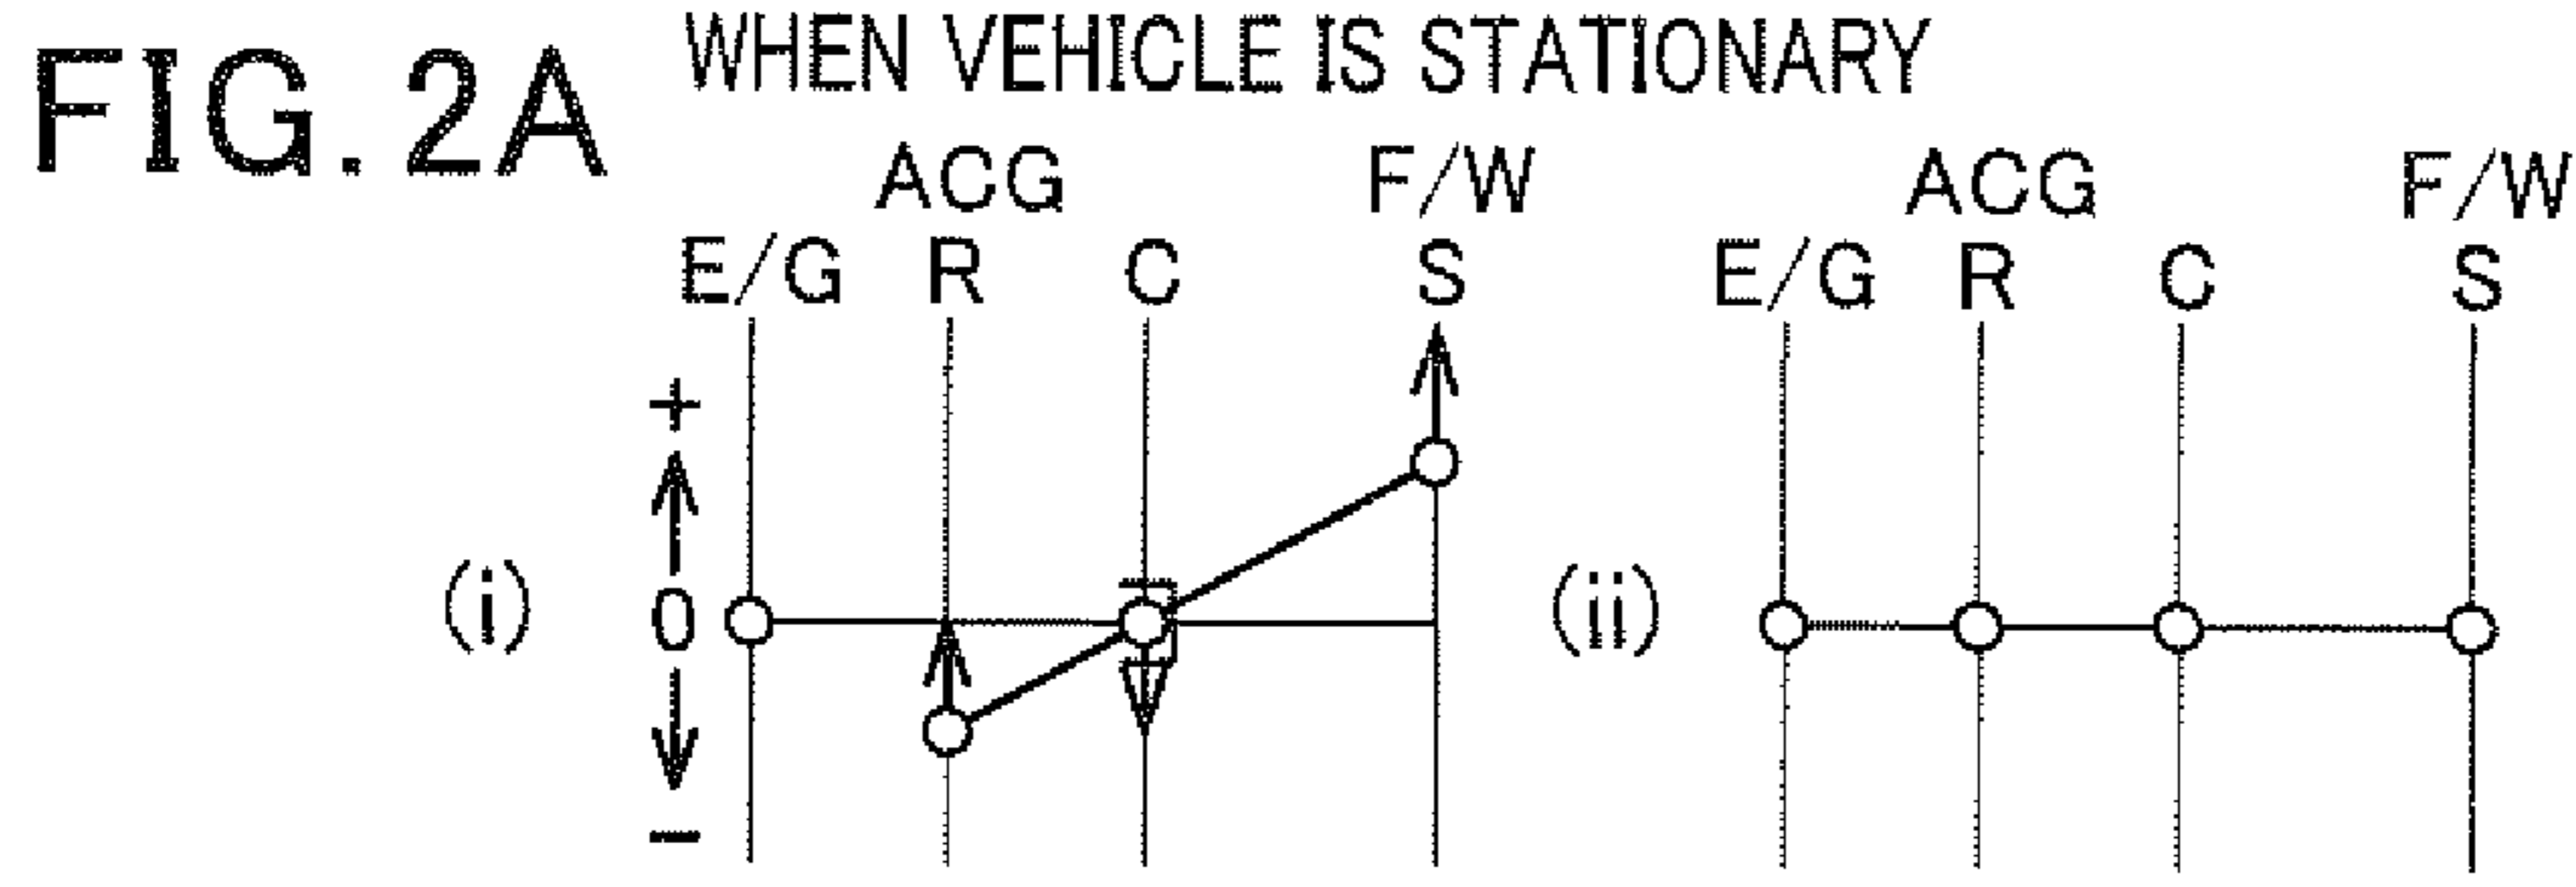 FIG. 2A
WHEN VEHICLE IS STATIONARY
ACG F/W
E/G R C S
+
0
−
(i)
ACG F/W
E/G R C S
(ii)